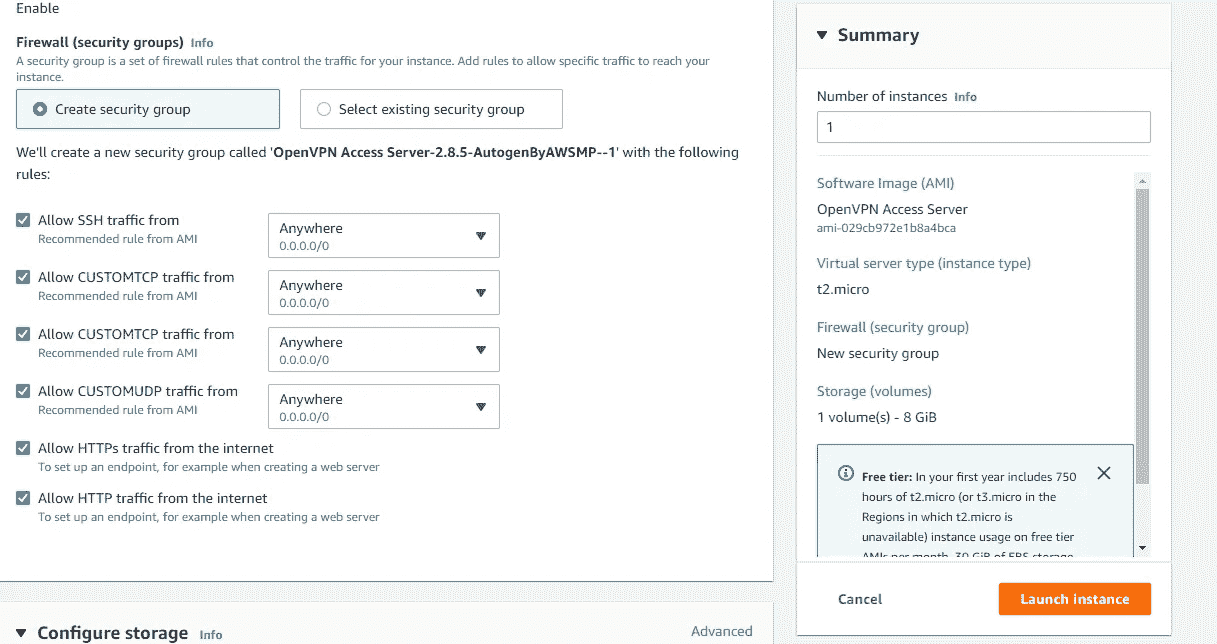 Enable
Firewall (security groups) Info
A security group is a set of firewall rules that control the traffic for your instance. Add rules to allow specific traffic to reach your
instance.
Create security group
Select existing security group
We'll create a new security group called 'OpenVPN Access Server-2.8.5-AutogenByAWSMP--1' with the following
rules:
Allow SSH traffic from
Recommended rule from AMI
Anywhere
0.0.0.0/0
Allow CUSTOMTCP traffic from
Recommended rule from AMI
Anywhere
0.0.0.0/0
Allow CUSTOMTCP traffic from
Recommended rule from AMI
Anywhere
0.0.0.0/0
Allow CUSTOMUDP traffic from
Recommended rule from AMI
Anywhere
0.0.0.0/0
Allow HTTPs traffic from the internet
To set up an endpoint, for example when creating a web server
Allow HTTP traffic from the internet
To set up an endpoint, for example when creating a web server
Configure storage Info
Advanced
Summary
Number of instances Info
1
Software Image (AMI)
OpenVPN Access Server
ami-029cb972e1b8a4bca
Virtual server type (instance type)
t2.micro
Firewall (security group)
New security group
Storage (volumes)
1 volume(s) - 8 GiB
Free tier: In your first year includes 750
hours of t2.micro (or t3.micro in the
Regions in which t2.micro is
unavailable) instance usage on free tier
AMIs per month, 30 GiB of EBS storage,
Cancel
Launch instance